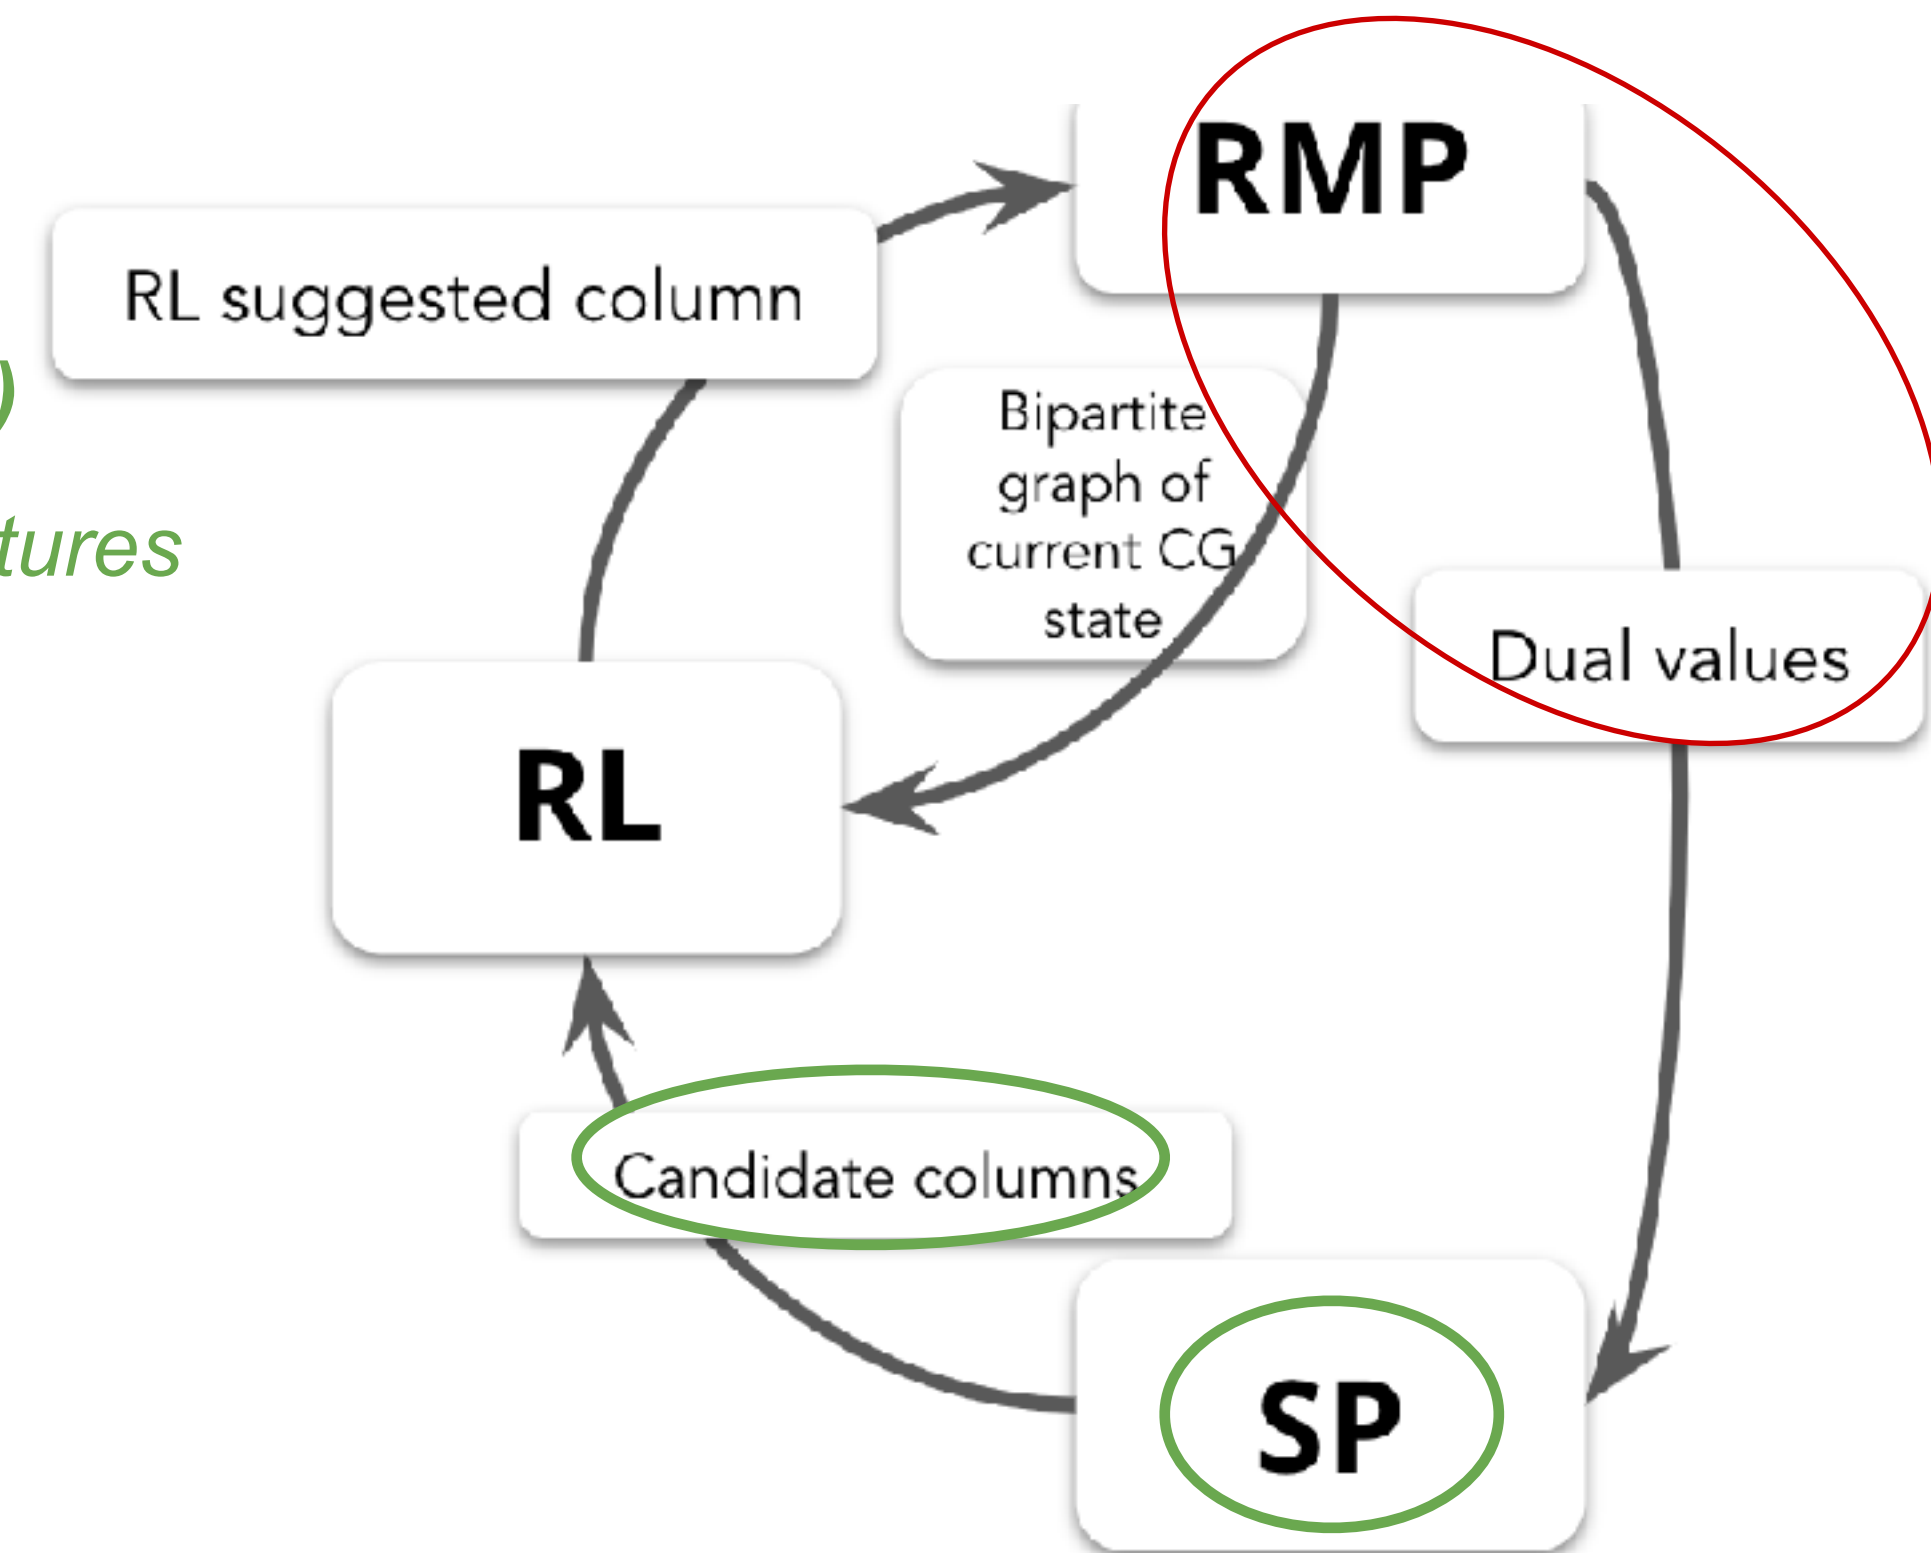 RMP
RL suggested column
)
Bipartite
graph of
current CG
state
tures
Dual values
RL
Candidate columns
SP